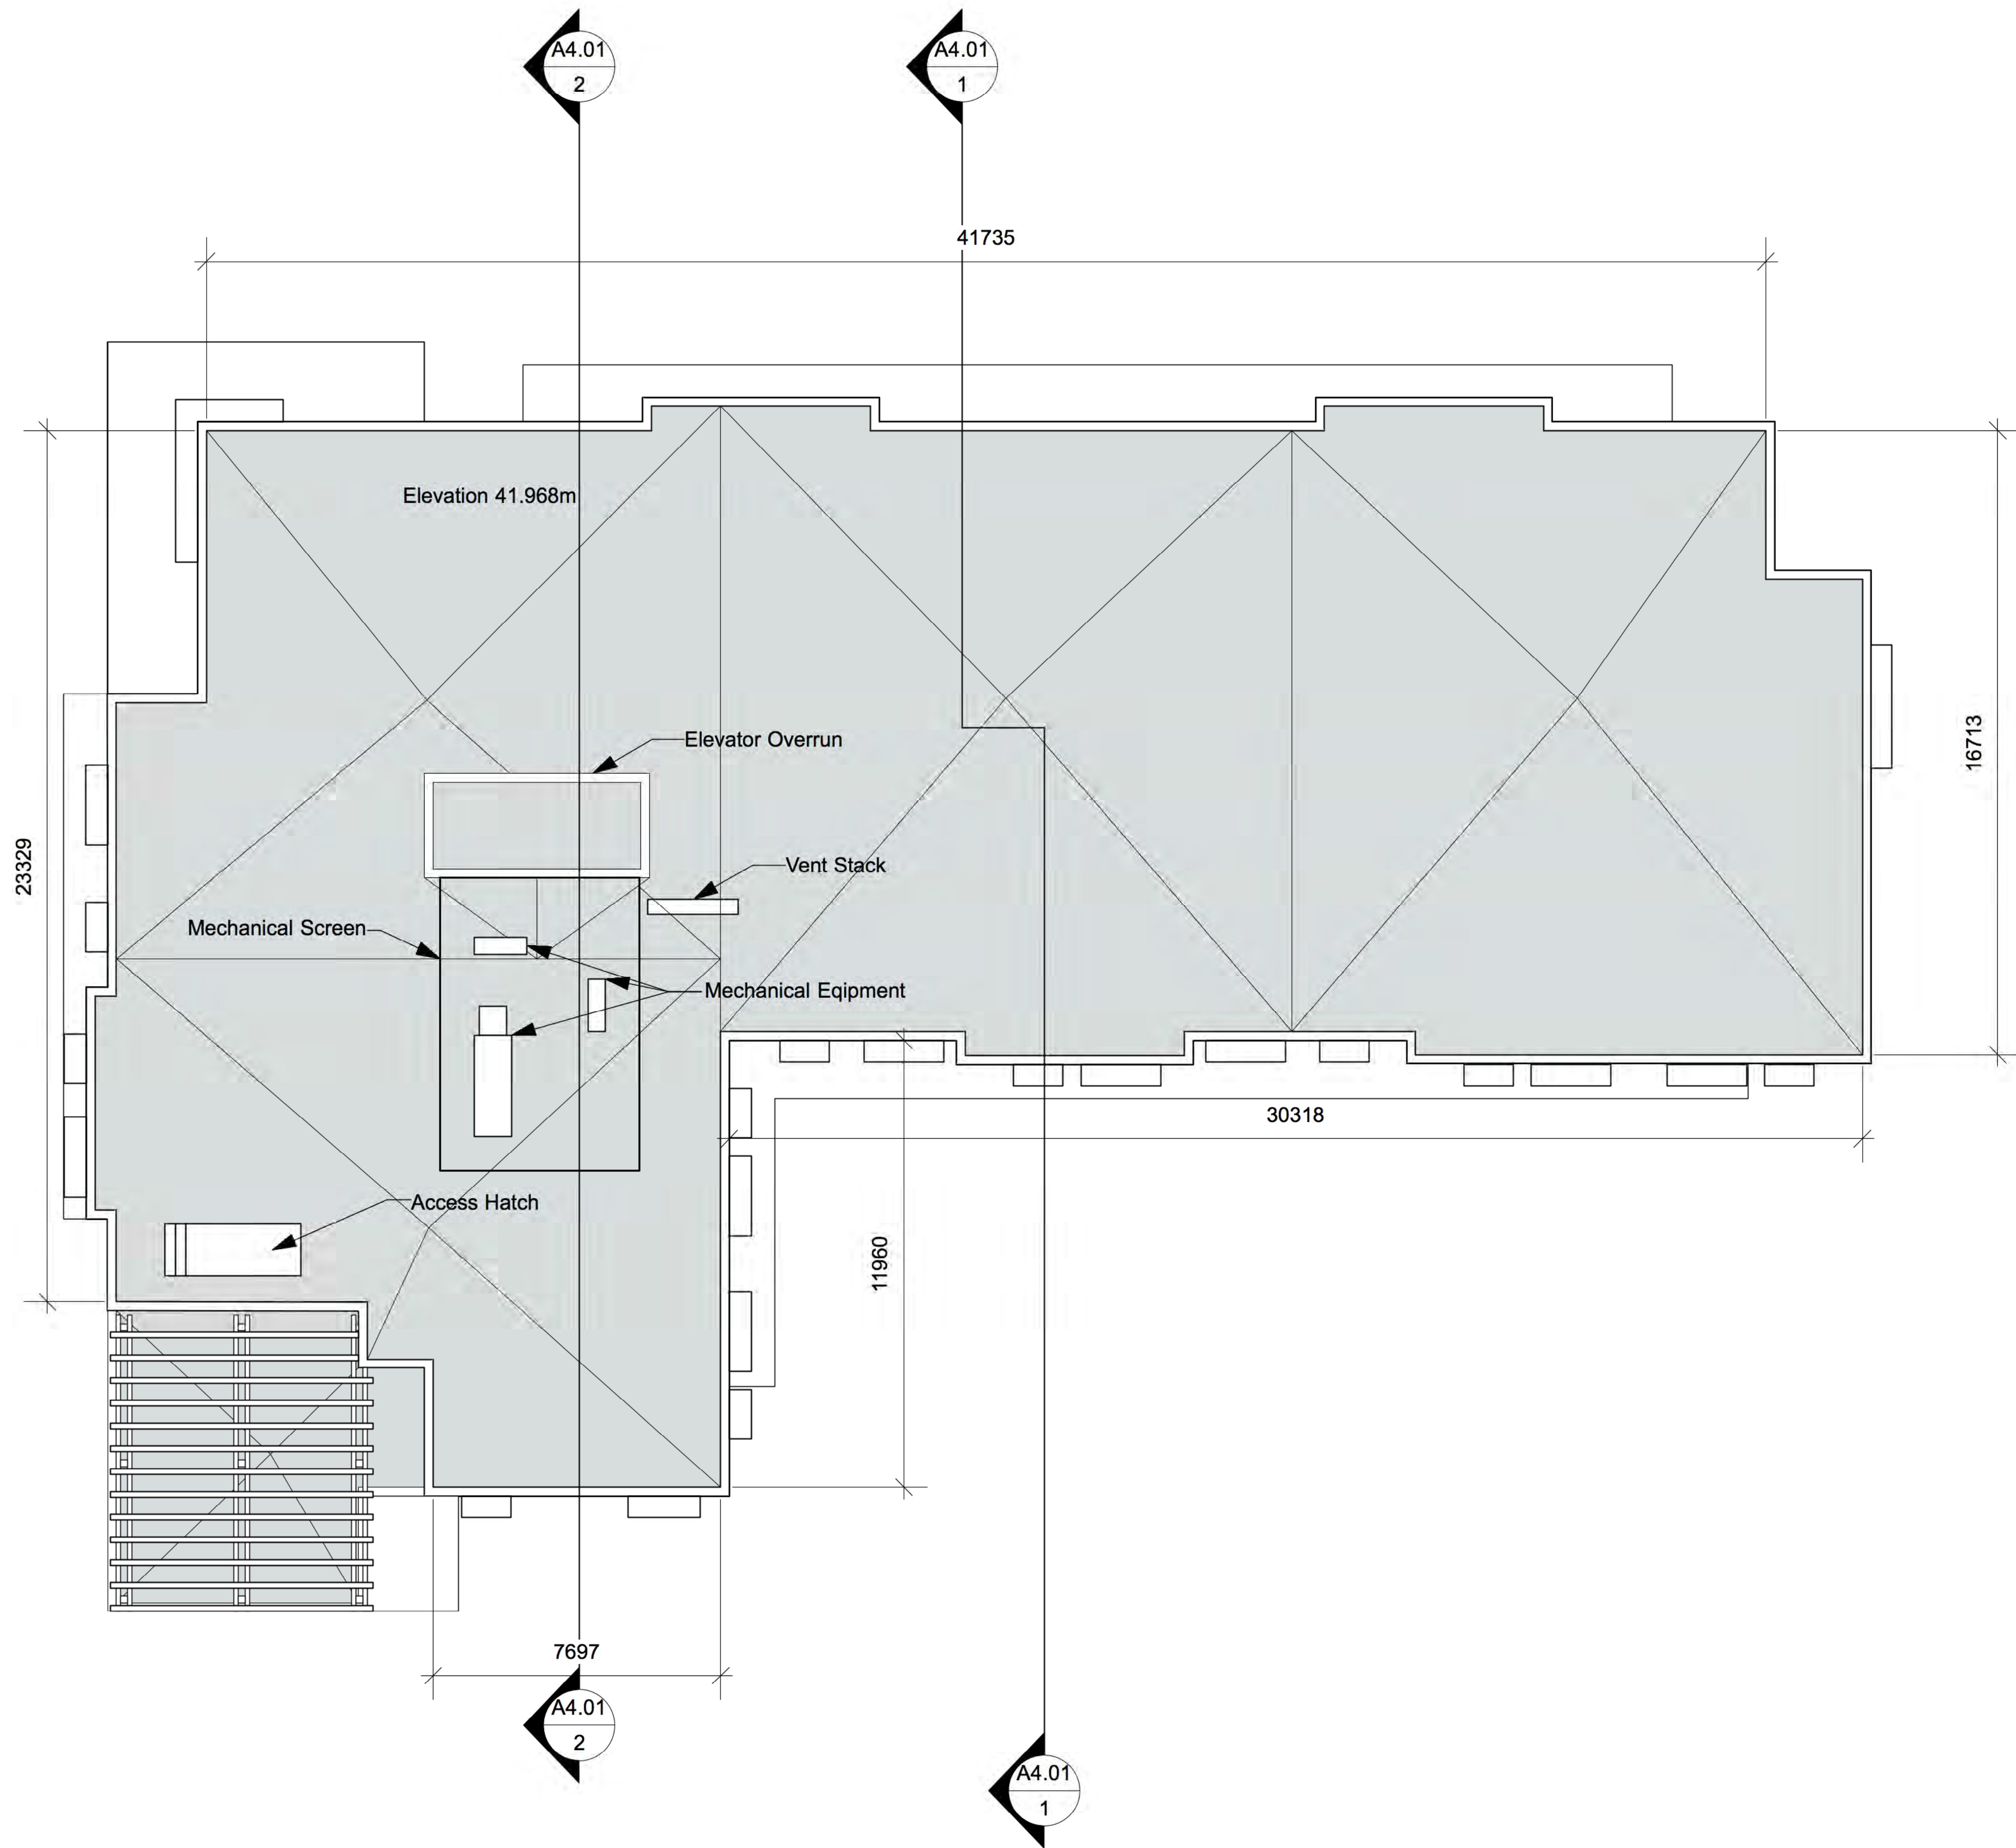 A4.01
2
A4.01
1
41735
Elevation 41.968m
Elevator Overrun
16713
23329
Vent Stack
Mechanical Screen
Mechanical Eqipment
30318
Access Hatch
11960
7697
A4.01
2
A4.01
1